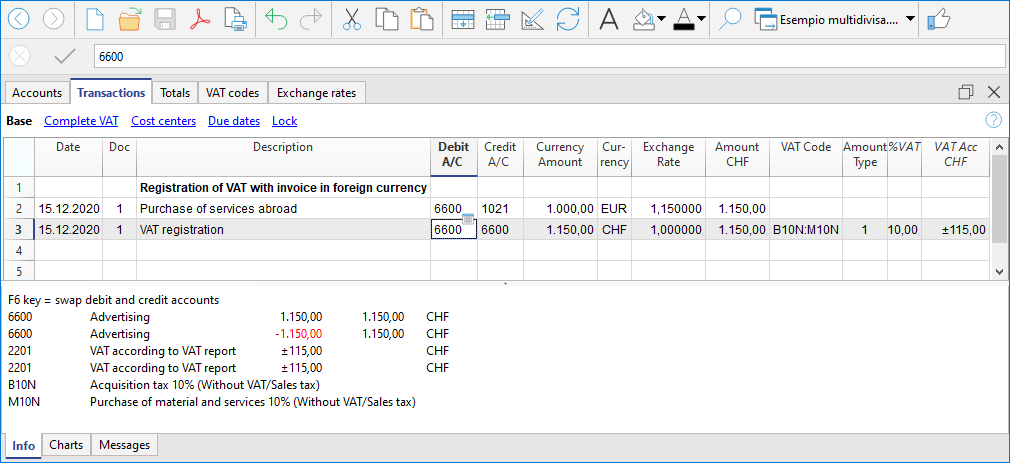 Esempio multidivisa....
6600
Accounts Transactions Totals VAT codes Exchange rates
Base Complete VAT Cost centers Due dates Lock
Date Doc Description Debit A/C Credit A/C Currency Amount Cur-rency Exchange Rate Amount CHF VAT Code Amount Type %VAT VAT Acc CHF
1 Registration of VAT with invoice in foreign currency
2 15.12.2020 1 Purchase of services abroad 6600 1021 1.000,00 EUR 1,150000 1.150,00
3 15.12.2020 1 VAT registration 6600 6600 1.150,00 CHF 1,000000 1.150,00 B10N:M10N 1 10,00 ±115,00
4
5
F6 key = swap debit and credit accounts
6600 Advertising 1.150,00 1.150,00 CHF
6600 Advertising -1.150,00 1.150,00 CHF
2201 VAT according to VAT report ±115,00 CHF
2201 VAT according to VAT report ±115,00 CHF
B10N Acquisition tax 10% (Without VAT/Sales tax)
M10N Purchase of material and services 10% (Without VAT/Sales tax)
Info Charts Messages